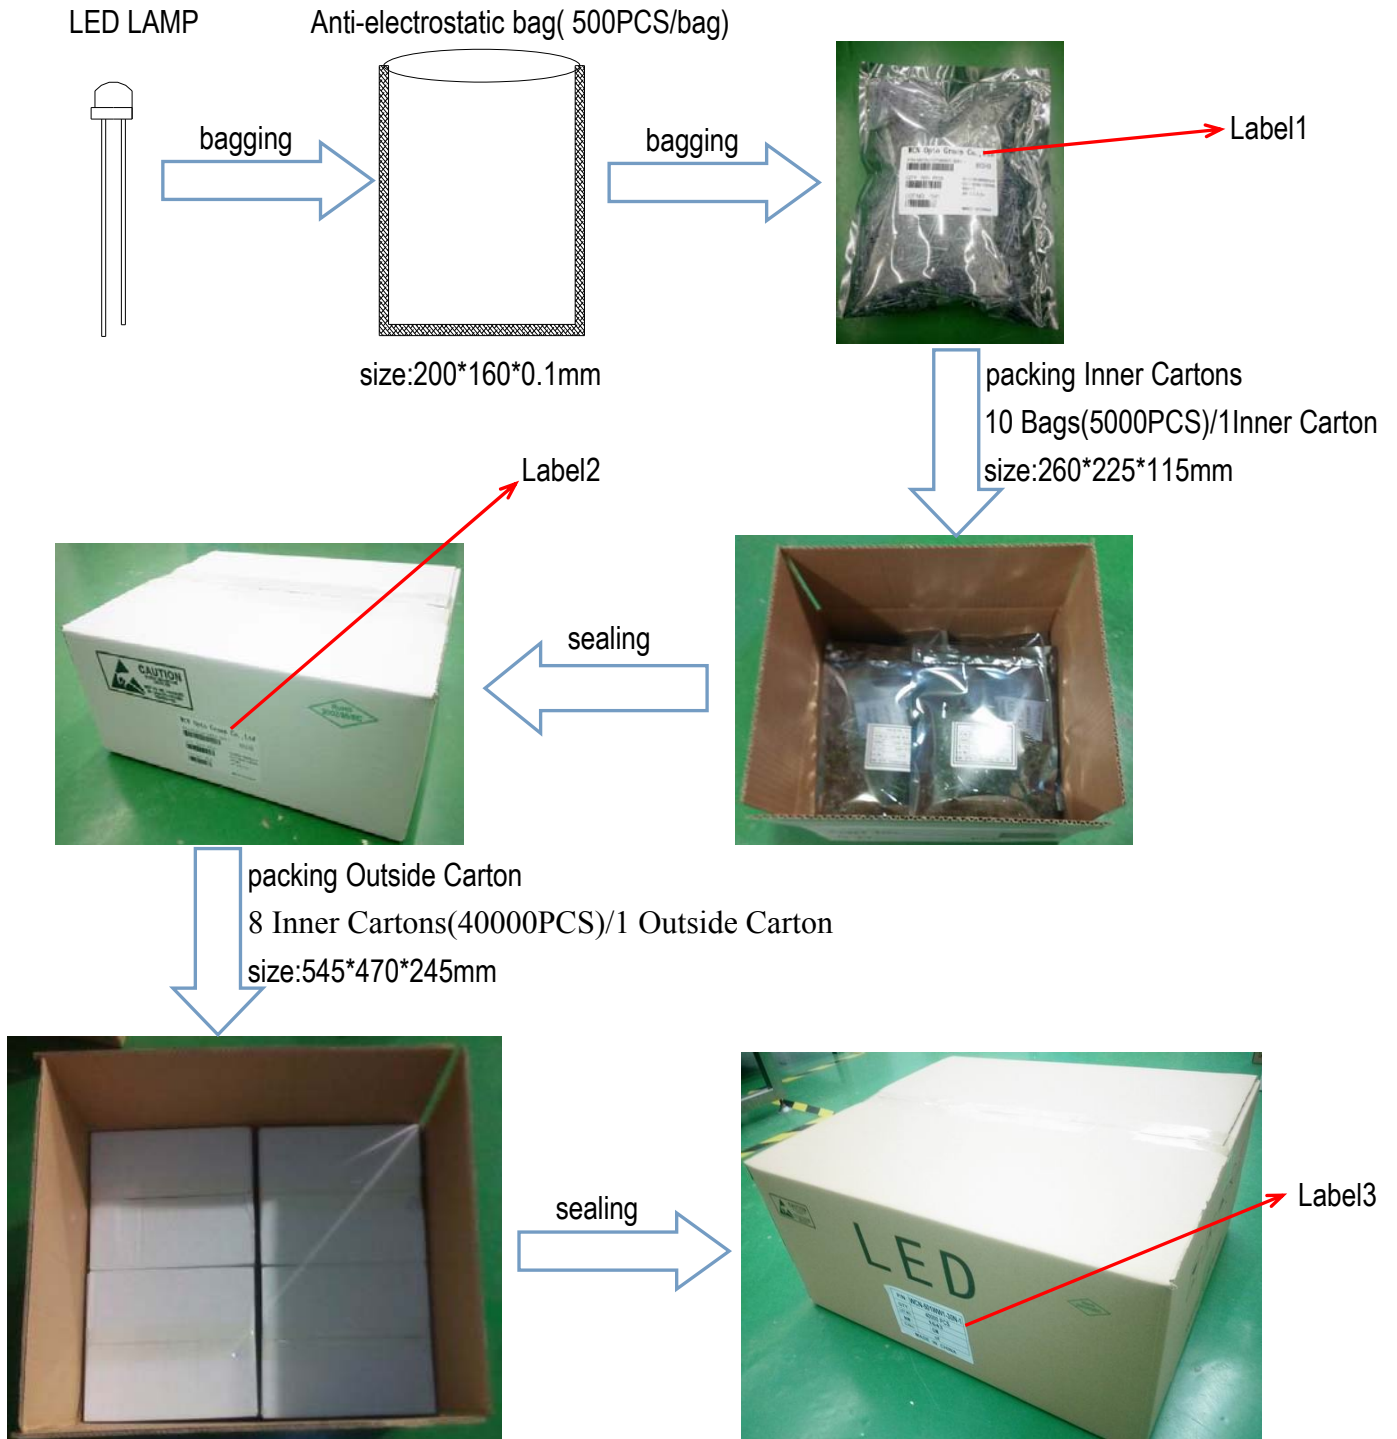 LED LAMP
Anti-electrostatic bag( 500PCS/bag)
bagging
bagging
Label1
size:200*160*0.1mm
packing Inner Cartons
10 Bags(5000PCS)/1Inner Carton
size:260*225*115mm
Label2
sealing
CAUTION
packing Outside Carton
8 Inner Cartons(40000PCS)/1 Outside Carton
size:545*470*245mm
sealing
Label3
LED